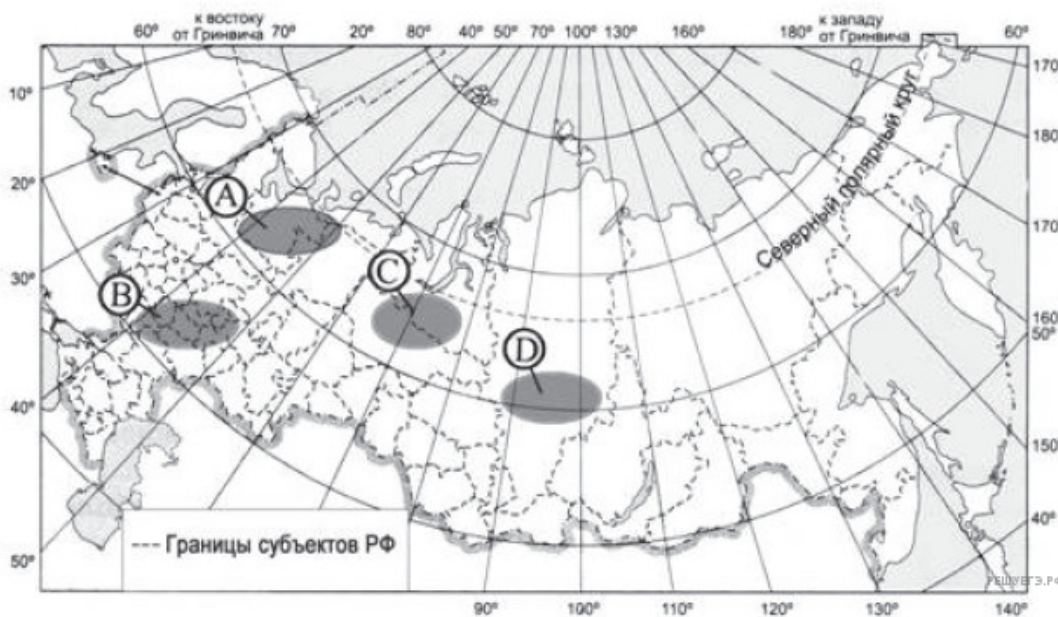 к востоку
от Гринвича
к западу
от Гринвича
60° 70° 20° 80° 40° 50° 70° 100° 130° 160° 180° 60°
10°
20°
30°
40°
50°
170°
180°
170°
160°
50°
150°
40°
Северный полярный круг
A
B
C
D
Границы субъектов РФ
РЕШУЕГЭ.РФ
90° 100° 110° 120° 130° 140°